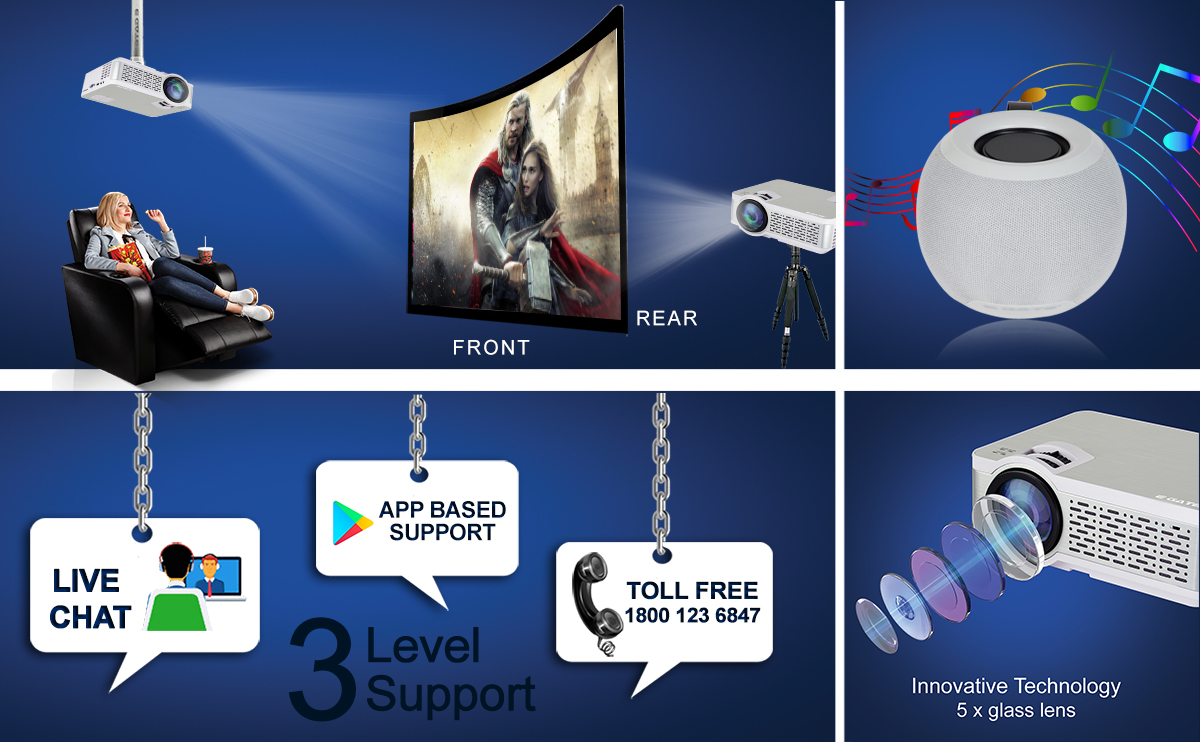 FRONT
REAR
LIVE
CHAT
APP BASED
SUPPORT
TOLL FREE
1800 123 6847
3 Level
Support
Innovative Technology
5 x glass lens